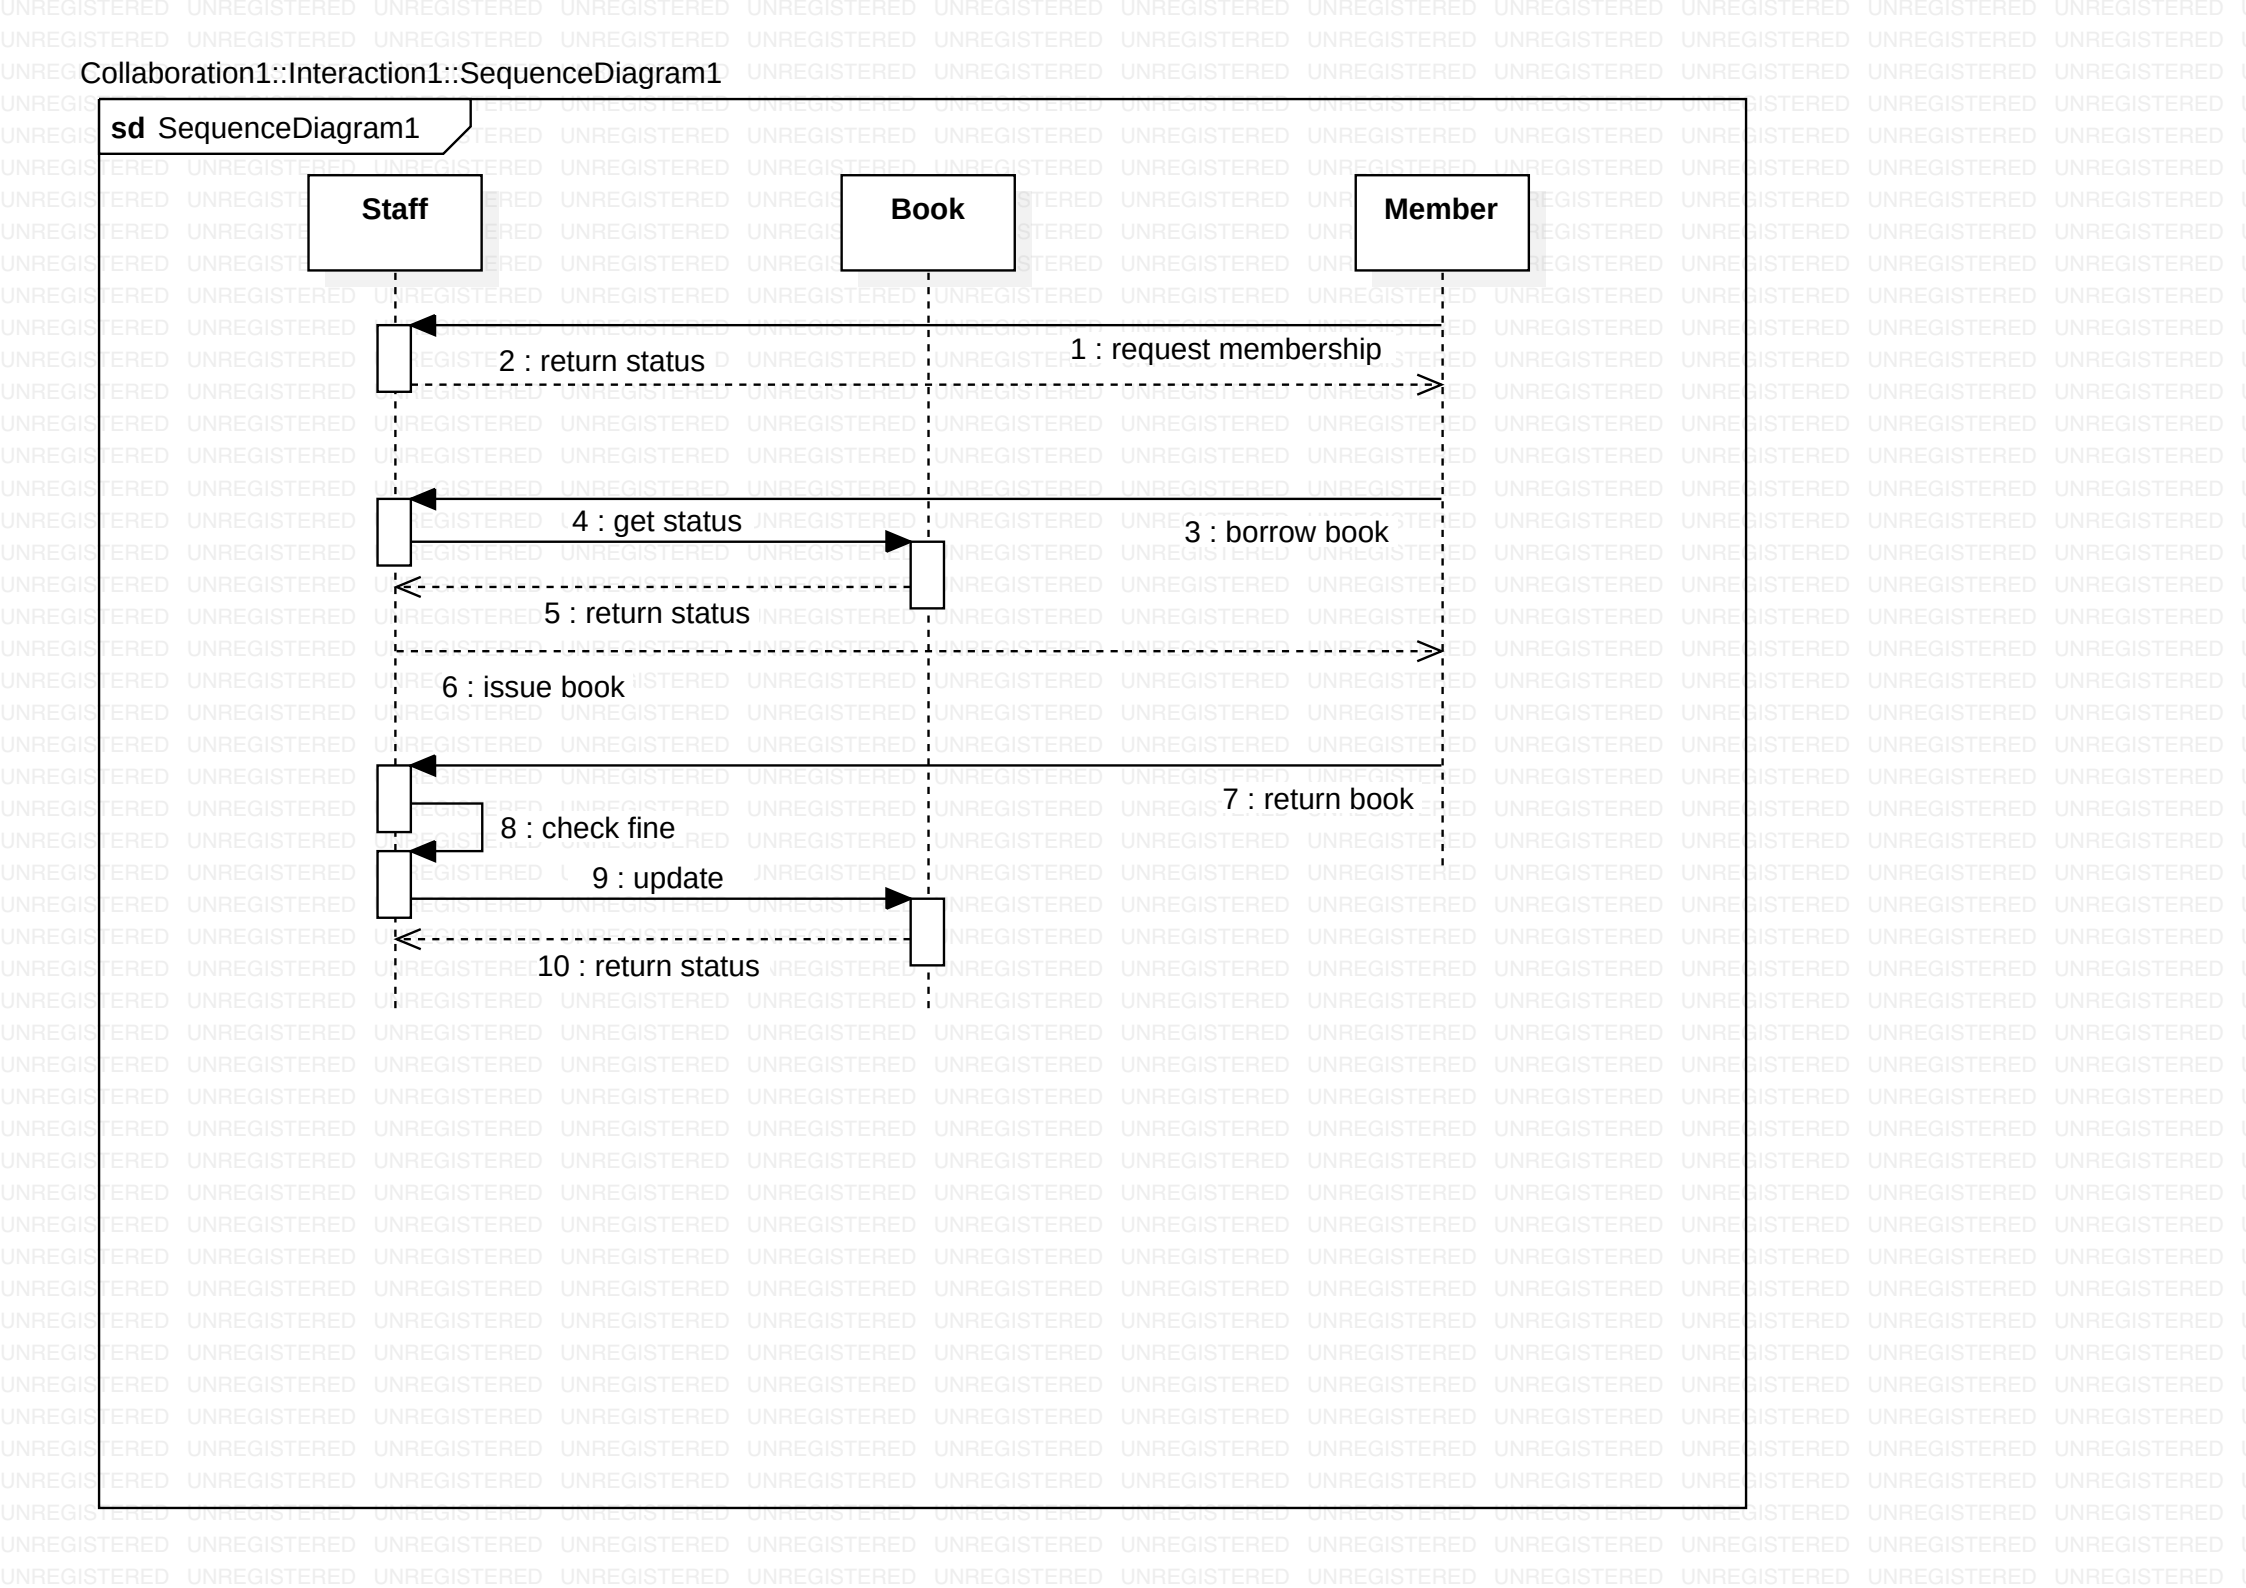 Collaboration1::Interaction1::SequenceDiagram1
sd SequenceDiagram1
Staff
Book
Member
1 : request membership
2 : return status
3 : borrow book
4 : get status
5 : return status
6 : issue book
7 : return book
8 : check fine
9 : update
10 : return status
UNREGISTERED